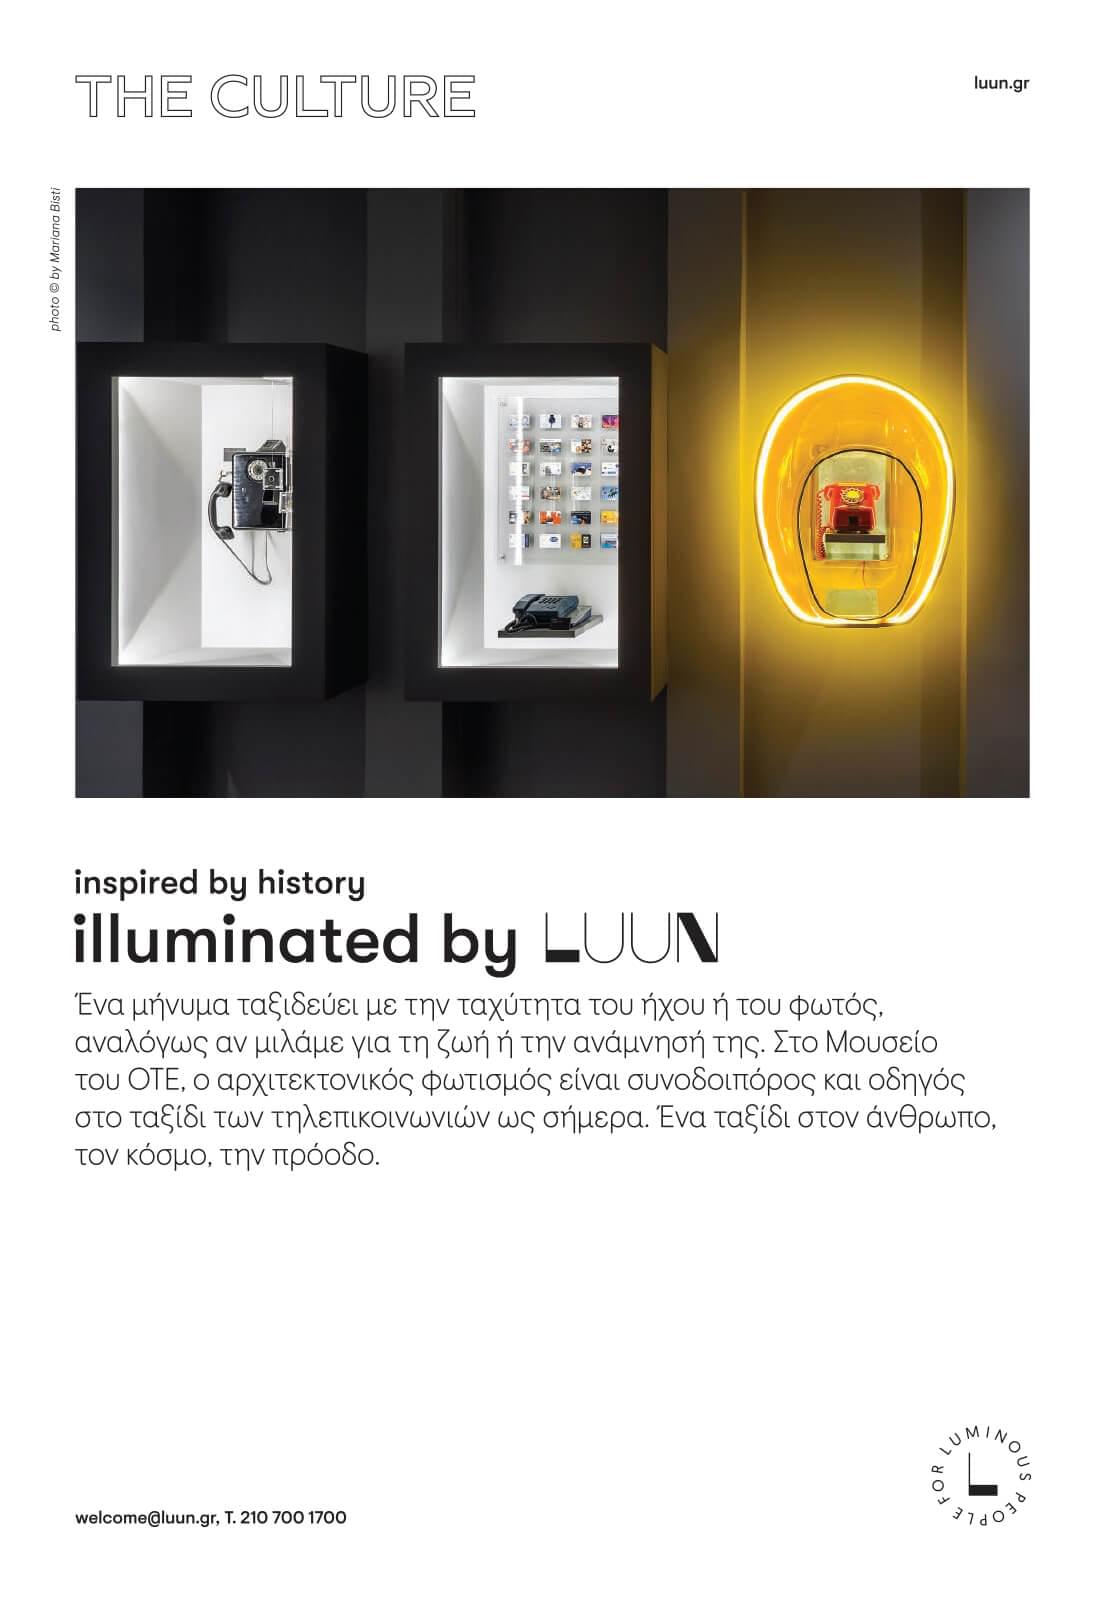 THE CULTURE
luun.gr
photo © by Mariana Bisti
inspired by history
illuminated by LUUN
Ένα μήνυμα ταξιδεύει με την ταχύτητα του ήχου ή του φωτός,
αναλόγως αν μιλάμε για τη ζωή ή την ανάμνησή της. Στο Μουσείο
του ΟΤΕ, ο αρχιτεκτονικός φωτισμός είναι συνοδοιπόρος και οδηγός
στο ταξίδι των τηλεπικοινωνιών ως σήμερα. Ένα ταξίδι στον άνθρωπο,
τον κόσμο, την πρόοδο.
FOR LUMINOUS PEOPLE
L
welcome@luun.gr, T. 210 700 1700